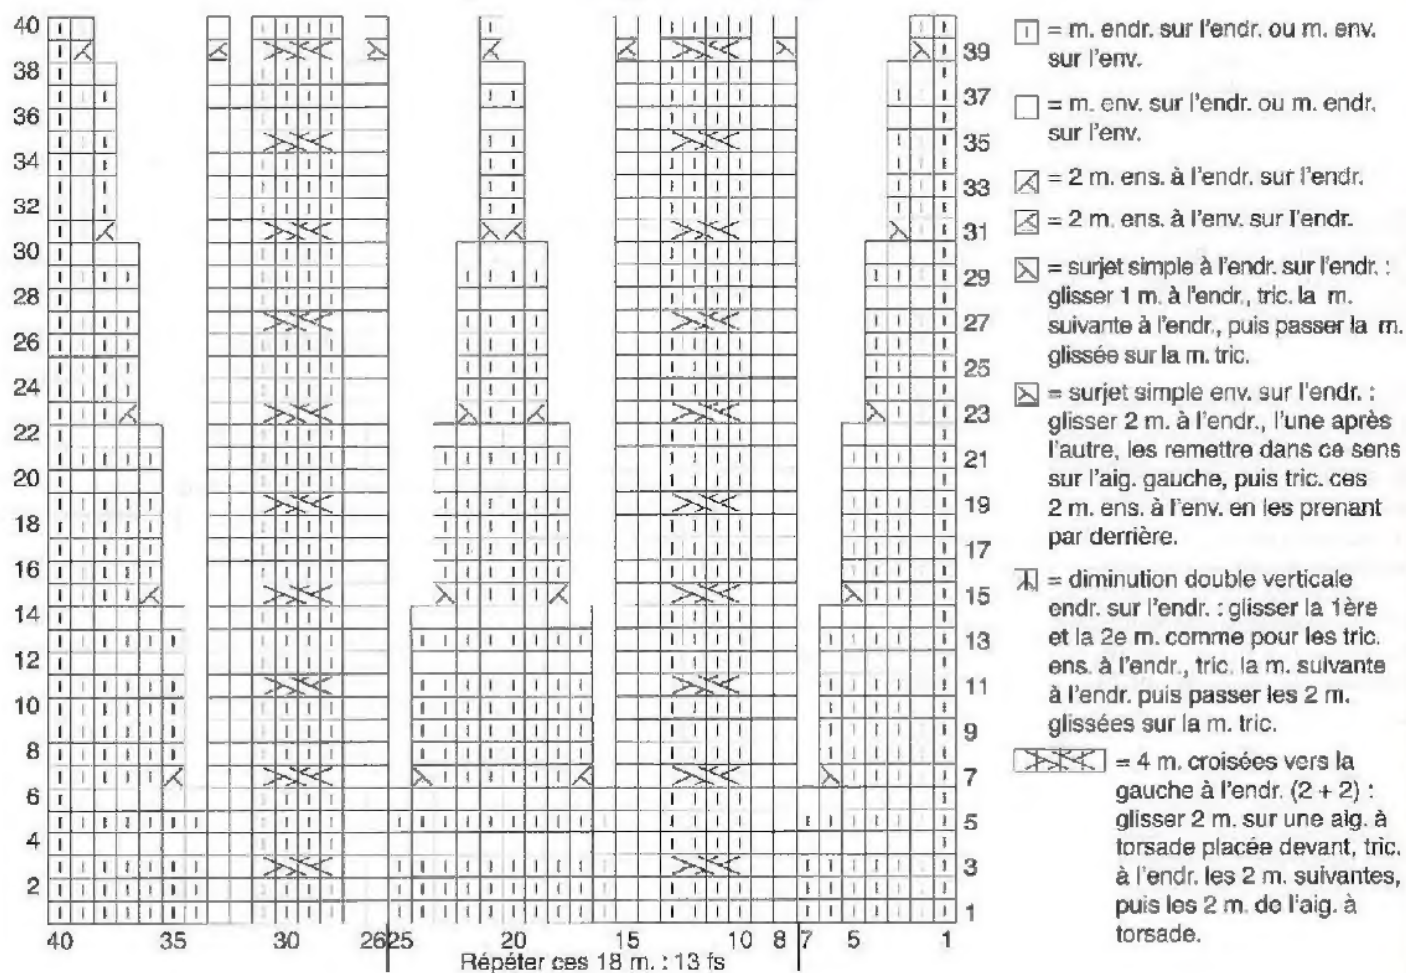 40
38
36
34
32
30
28
26
24
22
20
18
16
14
12
10
8
6
4
2
39
37
35
33
31
29
27
25
23
21
19
17
15
13
11
9
7
5
3
1
40 35 30 26 25 20 15 10 8 7 5 1
Répéter ces 18 m. : 13 fs
= m. endr. sur l'endr. ou m. env.
sur l'env.
= m. env. sur l'endr. ou m. endr.
sur l'env.
= 2 m. ens. à l'endr. sur l'endr.
= 2 m. ens. à l'env. sur l'endr.
= surjet simple à l'endr. sur l'endr. :
glisser 1 m. à l'endr., tric. la m.
suivante à l'endr., puis passer la m.
glissée sur la m. tric.
= surjet simple env. sur l'endr. :
glisser 2 m. à l'endr., l'une après
l'autre, les remettre dans ce sens
sur l'aig. gauche, puis tric. ces
2 m. ens. à l'env. en les prenant
par derrière.
= diminution double verticale
endr. sur l'endr. : glisser la 1ère
et la 2e m. comme pour les tric.
ens. à l'endr., tric. la m. suivante
à l'endr. puis passer les 2 m.
glissées sur la m. tric.
= 4 m. croisées vers la
gauche à l'endr. (2 + 2) :
glisser 2 m. sur une aig. à
torsade placée devant, tric.
à l'endr. les 2 m. suivantes,
puis les 2 m. de l'aig. à
torsade.